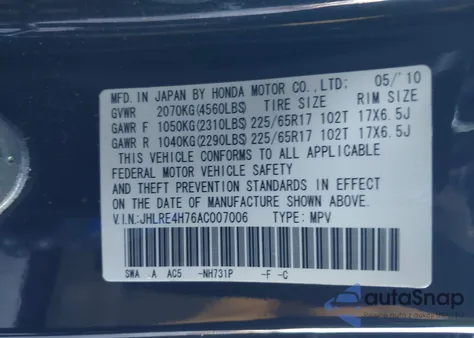 MFD. IN JAPAN BY HONDA MOTOR CO.,LTD: 05/'10
GVWR 2070KG(4560LBS) TIRE SIZE RIM SIZE
GAWR F 1050KG(2310LBS) 225/65R17 102T 17X6.5J
GAWR R 1040KG(2290LBS) 225/65R17 102T 17X6.5J
THIS VEHICLE CONFORMS TO ALL APPLICABLE
FEDERAL MOTOR VEHICLE SAFETY
AND THEFT PREVENTION STANDARDS IN EFFECT
ON THE DATE OF MANUFACTURE SHOWN ABOVE.
V.I.N:JHLRE4H76AC007006 TYPE: MPV
SWA -A AC5 -NH731P -F -C
autoSnap